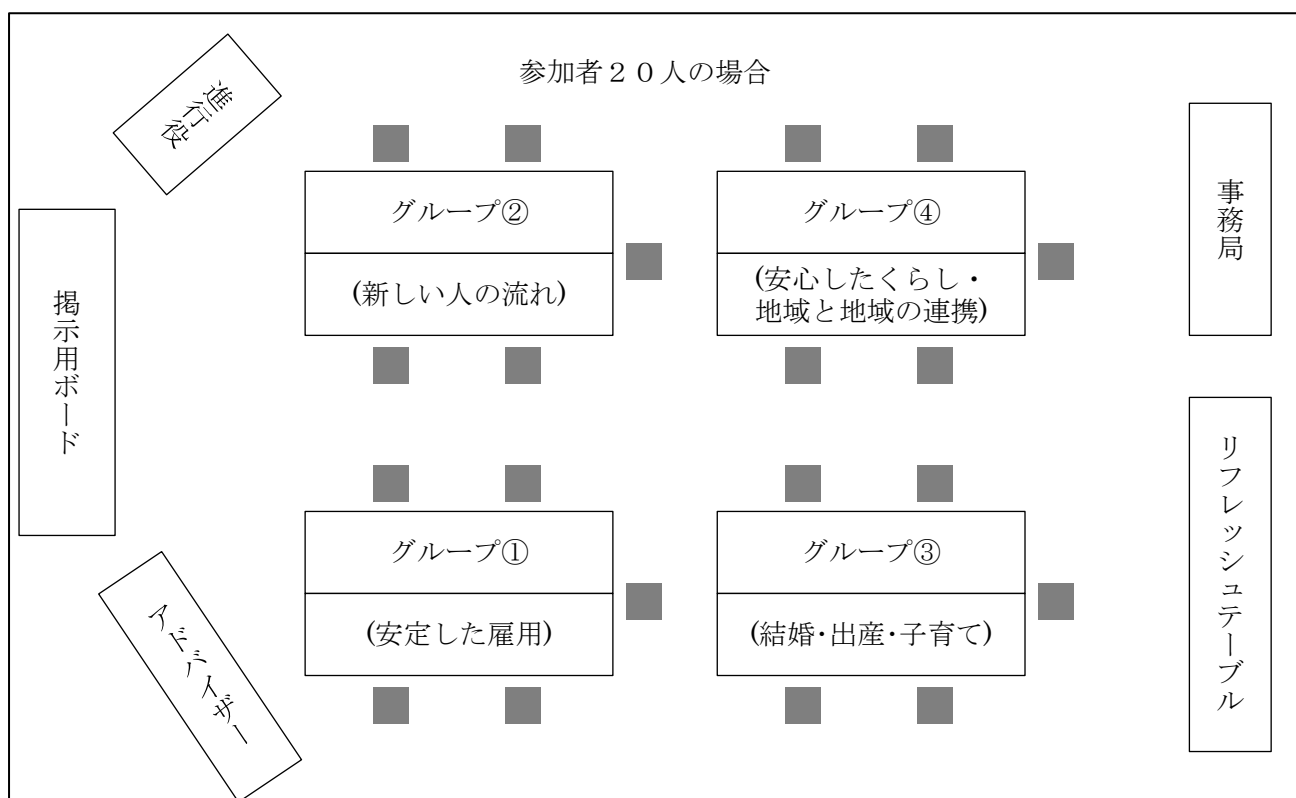 参加者２０人の場合
進行役
グループ②
(新しい人の流れ)
グループ④
(安心したくらし・
地域と地域の連携)
事務局
掲示用ボード
グループ①
(安定した雇用)
グループ③
(結婚･出産･子育て)
リフレッシュテーブル
アドバイザー